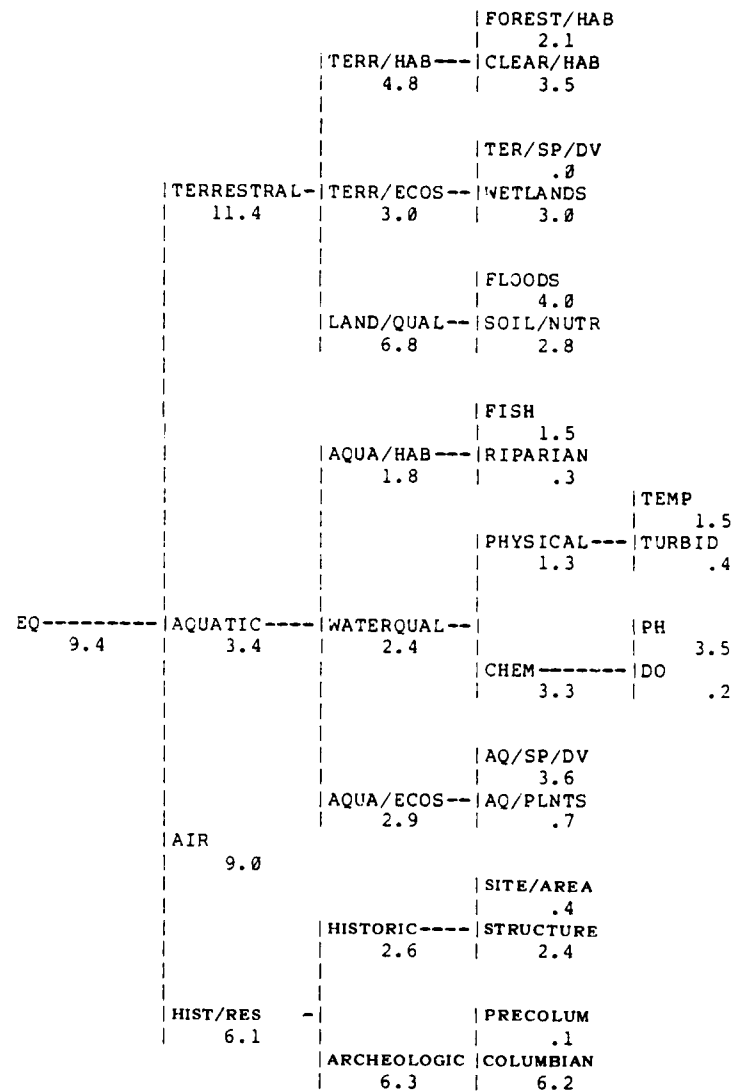 FOREST/HAB
2.1
TERR/HAB--- CLEAR/HAB
4.8 3.5
TER/SP/DV
.0
TERRESTRAL- TERR/ECOS-- WETLANDS
11.4 3.0 3.0
FLOODS
4.0
LAND/QUAL-- SOIL/NUTR
6.8 2.8
FISH
1.5
AQUA/HAB--- RIPARIAN
1.8 .3
TEMP
1.5
PHYSICAL--- TURBID
1.3 .4
EQ--------- AQUATIC---- WATERQUAL-- PH
9.4 3.4 2.4 3.5
CHEM------- DO
3.3 .2
AQ/SP/DV
3.6
AQUA/ECOS-- AQ/PLNTS
2.9 .7
AIR
9.0
SITE/AREA
.4
HISTORIC---- STRUCTURE
2.6 2.4
HIST/RES - PRECOLUM
6.1 .1
ARCHEOLOGIC COLUMBIAN
6.3 6.2